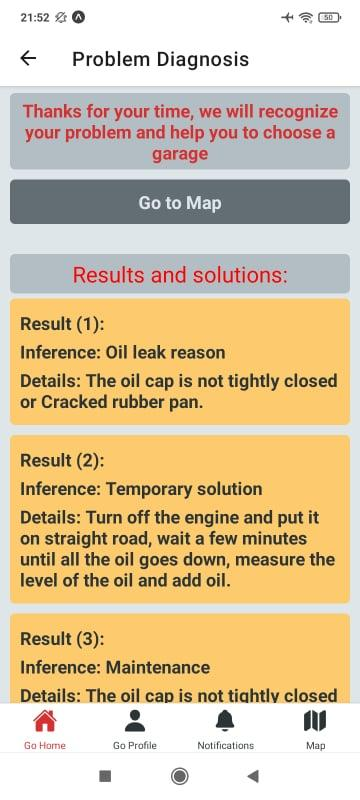 21:52
50
Problem Diagnosis
Thanks for your time, we will recognize
your problem and help you to choose a
garage
Go to Map
Results and solutions:
Result (1):
Inference: Oil leak reason
Details: The oil cap is not tightly closed
or Cracked rubber pan.
Result (2):
Inference: Temporary solution
Details: Turn off the engine and put it
on straight road, wait a few minutes
until all the oil goes down, measure the
level of the oil and add oil.
Result (3):
Inference: Maintenance
Details: The oil cap is not tightly closed
Go Home
Go Profile
Notifications
Map